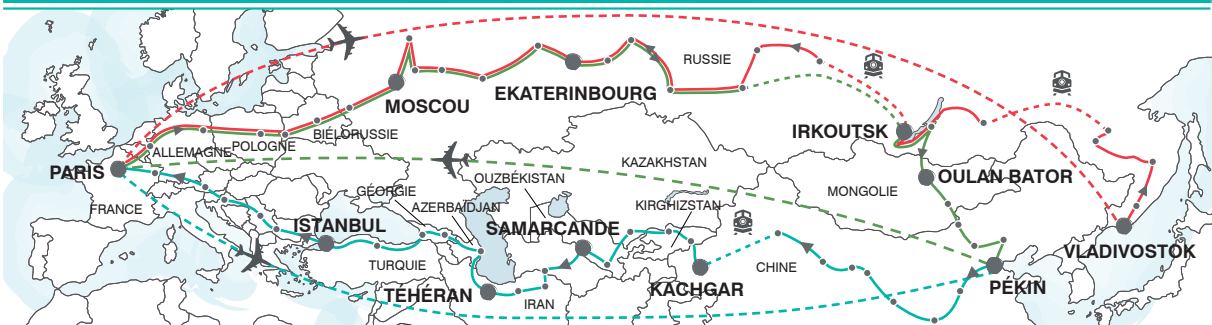 RUSSIE
EKATERINBOURG
MOSCOU
IRKOUTSK
BIÉLORUSSIE
POLOGNE
ALLEMAGNE
PARIS
KAZAKHSTAN
OULAN BATOR
OUZBÉKISTAN
MONGOLIE
GÉORGIE
AZERBAÏDJAN
KIRGHIZSTAN
FRANCE
ISTANBUL
SAMARCANDE
VLADIVOSTOK
TURQUIE
CHINE
TÉHÉRAN
KACHGAR
PÉKIN
IRAN